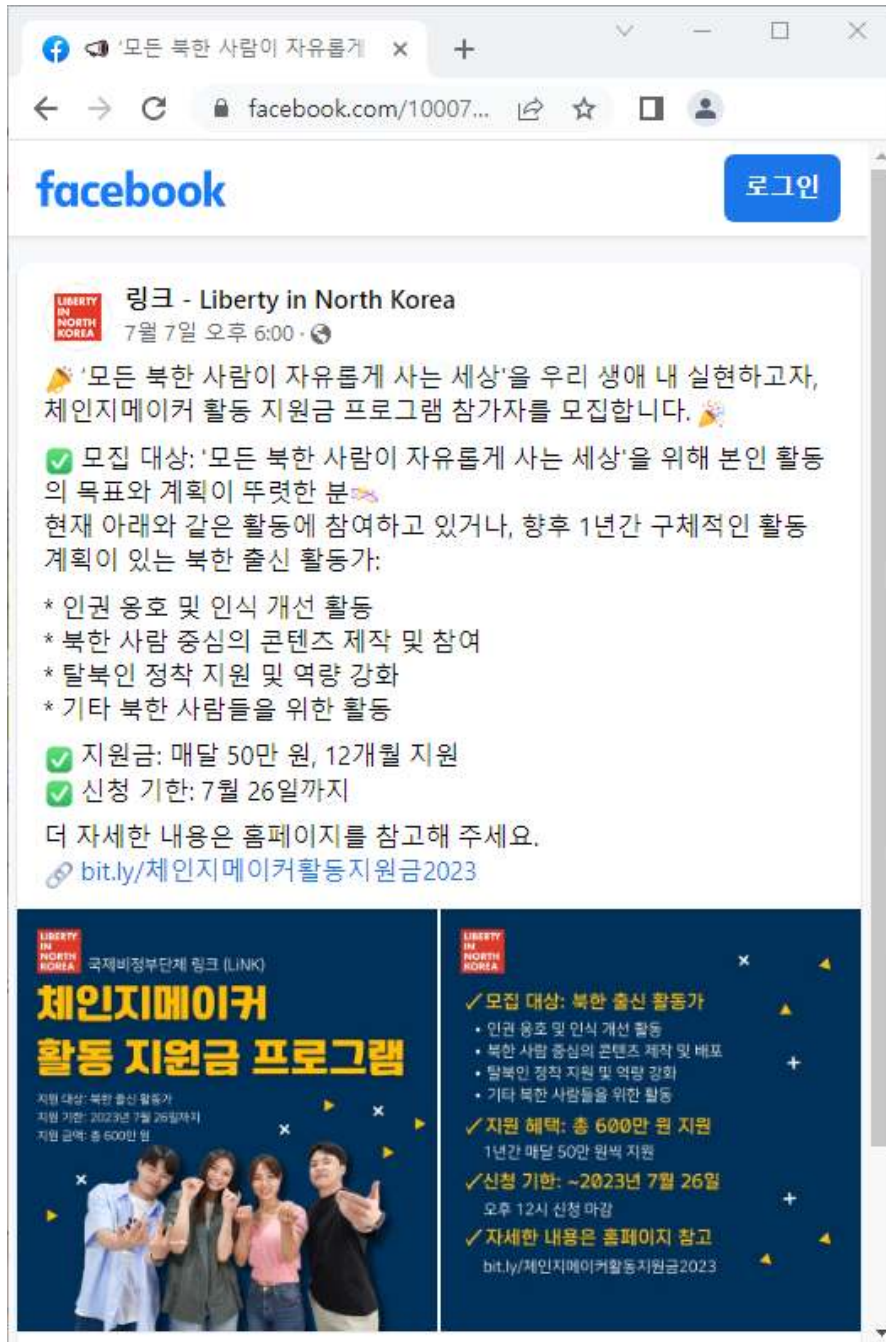 '모든 북한 사람이 자유롭게
facebook.com/10007...
facebook
로그인
LIBERTY
IN
NORTH
KOREA
링크 - Liberty in North Korea
7월 7일 오후 6:00 ·
🎉 '모든 북한 사람이 자유롭게 사는 세상'을 우리 생애 내 실현하고자,
체인지메이커 활동 지원금 프로그램 참가자를 모집합니다. 🎉
✅ 모집 대상: '모든 북한 사람이 자유롭게 사는 세상'을 위해 본인 활동
의 목표와 계획이 뚜렷한 분
현재 아래와 같은 활동에 참여하고 있거나, 향후 1년간 구체적인 활동
계획이 있는 북한 출신 활동가:
* 인권 옹호 및 인식 개선 활동
* 북한 사람 중심의 콘텐츠 제작 및 참여
* 탈북인 정착 지원 및 역량 강화
* 기타 북한 사람들을 위한 활동
✅ 지원금: 매달 50만 원, 12개월 지원
✅ 신청 기한: 7월 26일까지
더 자세한 내용은 홈페이지를 참고해 주세요.
🔗 bit.ly/체인지메이커활동지원금2023
LIBERTY
IN
NORTH
KOREA
국제비정부단체 링크 (LiNK)
체인지메이커
활동 지원금 프로그램
지원 대상: 북한 출신 활동가
지원 기한: 2023년 7월 26일까지
지원 금액: 총 600만 원
LIBERTY
IN
NORTH
KOREA
✓모집 대상: 북한 출신 활동가
• 인권 옹호 및 인식 개선 활동
• 북한 사람 중심의 콘텐츠 제작 및 배포
• 탈북인 정착 지원 및 역량 강화
• 기타 북한 사람들을 위한 활동
✓지원 혜택: 총 600만 원 지원
1년간 매달 50만 원씩 지원
✓신청 기한: ~2023년 7월 26일
오후 12시 신청 마감
✓자세한 내용은 홈페이지 참고
bit.ly/체인지메이커활동지원금2023